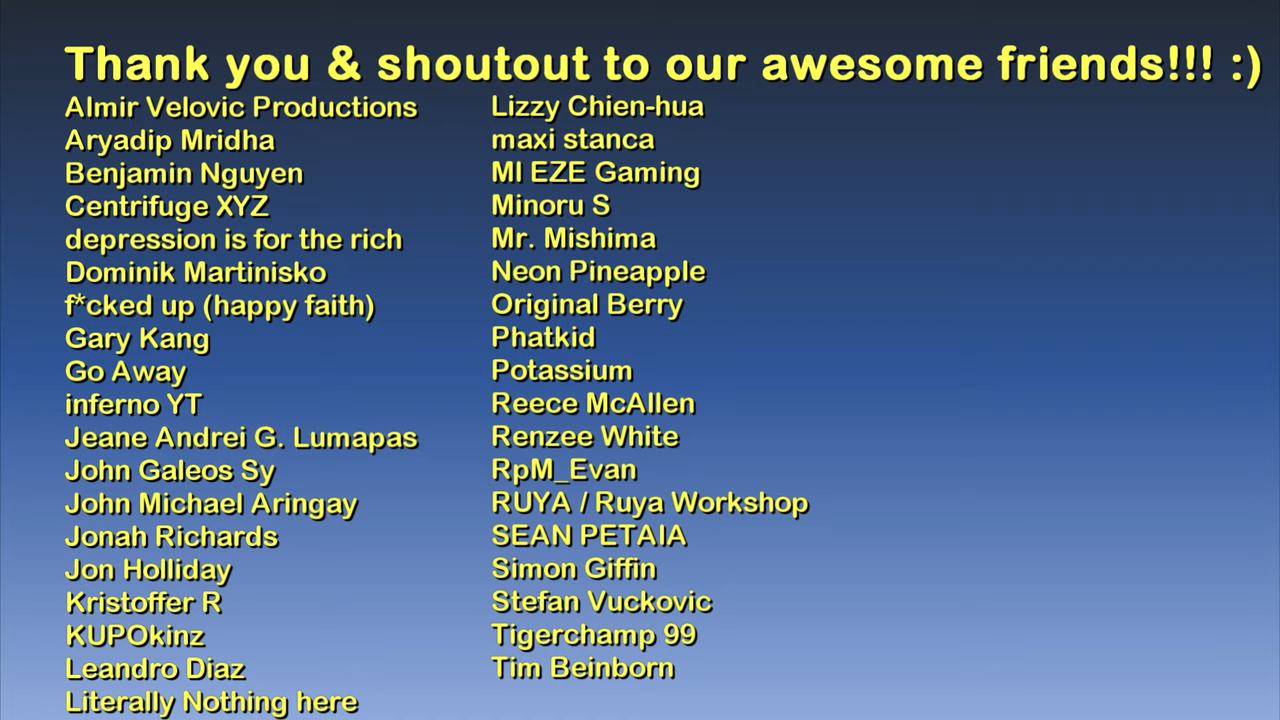 Thank you & shoutout to our awesome friends!!! :)
Almir Velovic Productions
Aryadip Mridha
Benjamin Nguyen
Centrifuge XYZ
depression is for the rich
Dominik Martinisko
f*cked up (happy faith)
Gary Kang
Go Away
inferno YT
Jeane Andrei G. Lumapas
John Galeos Sy
John Michael Aringay
Jonah Richards
Jon Holliday
Kristoffer R
KUPOkinz
Leandro Diaz
Literally Nothing here
Lizzy Chien-hua
maxi stanca
MI EZE Gaming
Minoru S
Mr. Mishima
Neon Pineapple
Original Berry
Phatkid
Potassium
Reece McAllen
Renzee White
RpM_Evan
RUYA / Ruya Workshop
SEAN PETAIA
Simon Giffin
Stefan Vuckovic
Tigerchamp 99
Tim Beinborn